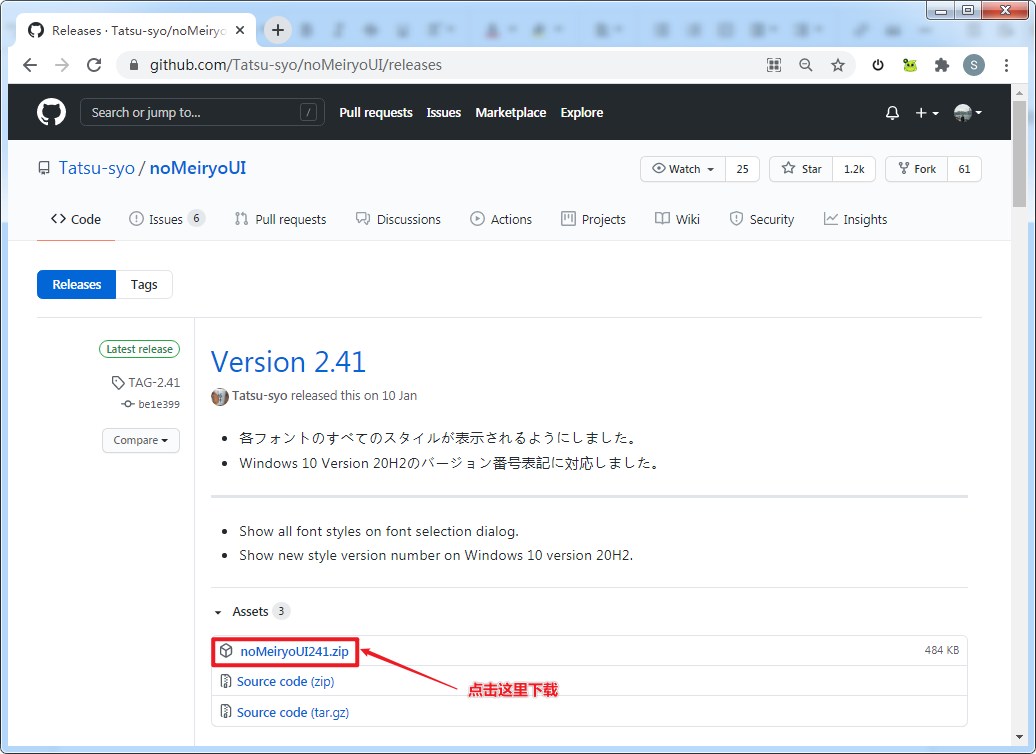 Releases · Tatsu-syo/noMeiryo
github.com/Tatsu-syo/noMeiryoUI/releases
S
Search or jump to... /
Pull requests Issues Marketplace Explore
Tatsu-syo / noMeiryoUI
Watch 25 Star 1.2k Fork 61
Code Issues 6 Pull requests Discussions Actions Projects Wiki Security Insights
Releases Tags
Latest release
TAG-2.41
be1e399
Compare
Version 2.41
Tatsu-syo released this on 10 Jan
各フォントのすべてのスタイルが表示されるようにしました。
Windows 10 Version 20H2のバージョン番号表記に対応しました。
Show all font styles on font selection dialog.
Show new style version number on Windows 10 version 20H2.
Assets 3
noMeiryoUI241.zip 484 KB
Source code (zip)
点击这里下载
Source code (tar.gz)